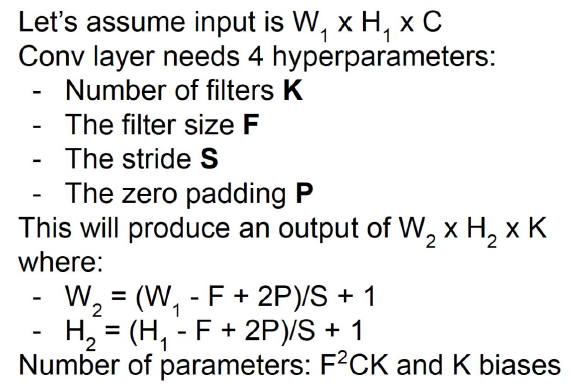 Let’s assume input is W₁ x H₁ x C
Conv layer needs 4 hyperparameters:
- Number of filters K
- The filter size F
- The stride S
- The zero padding P
This will produce an output of W₂ x H₂ x K
where:
- W₂ = (W₁ - F + 2P)/S + 1
- H₂ = (H₁ - F + 2P)/S + 1
Number of parameters: F²CK and K biases